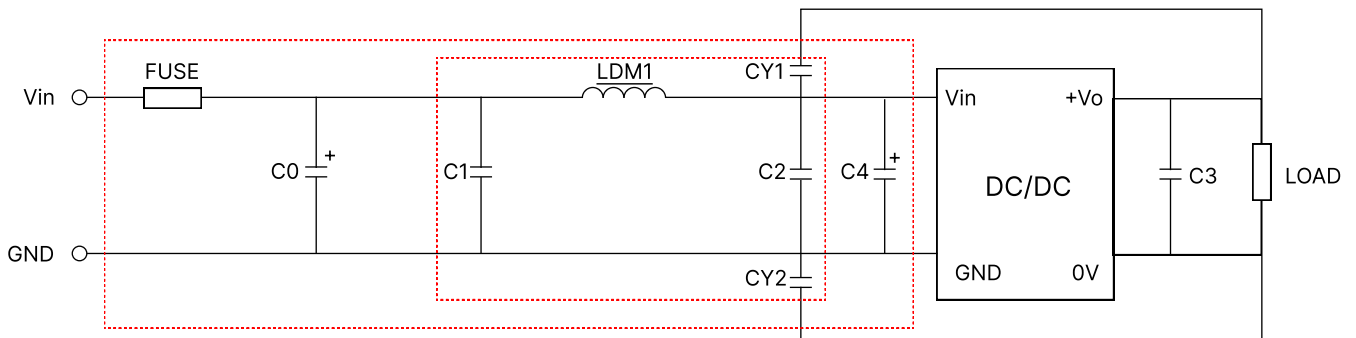 FUSE
LDM1
CY1
Vin
Vin
+Vo
+
C0
C1
C2
C4
+
DC/DC
C3
LOAD
GND
CY2
GND
0V